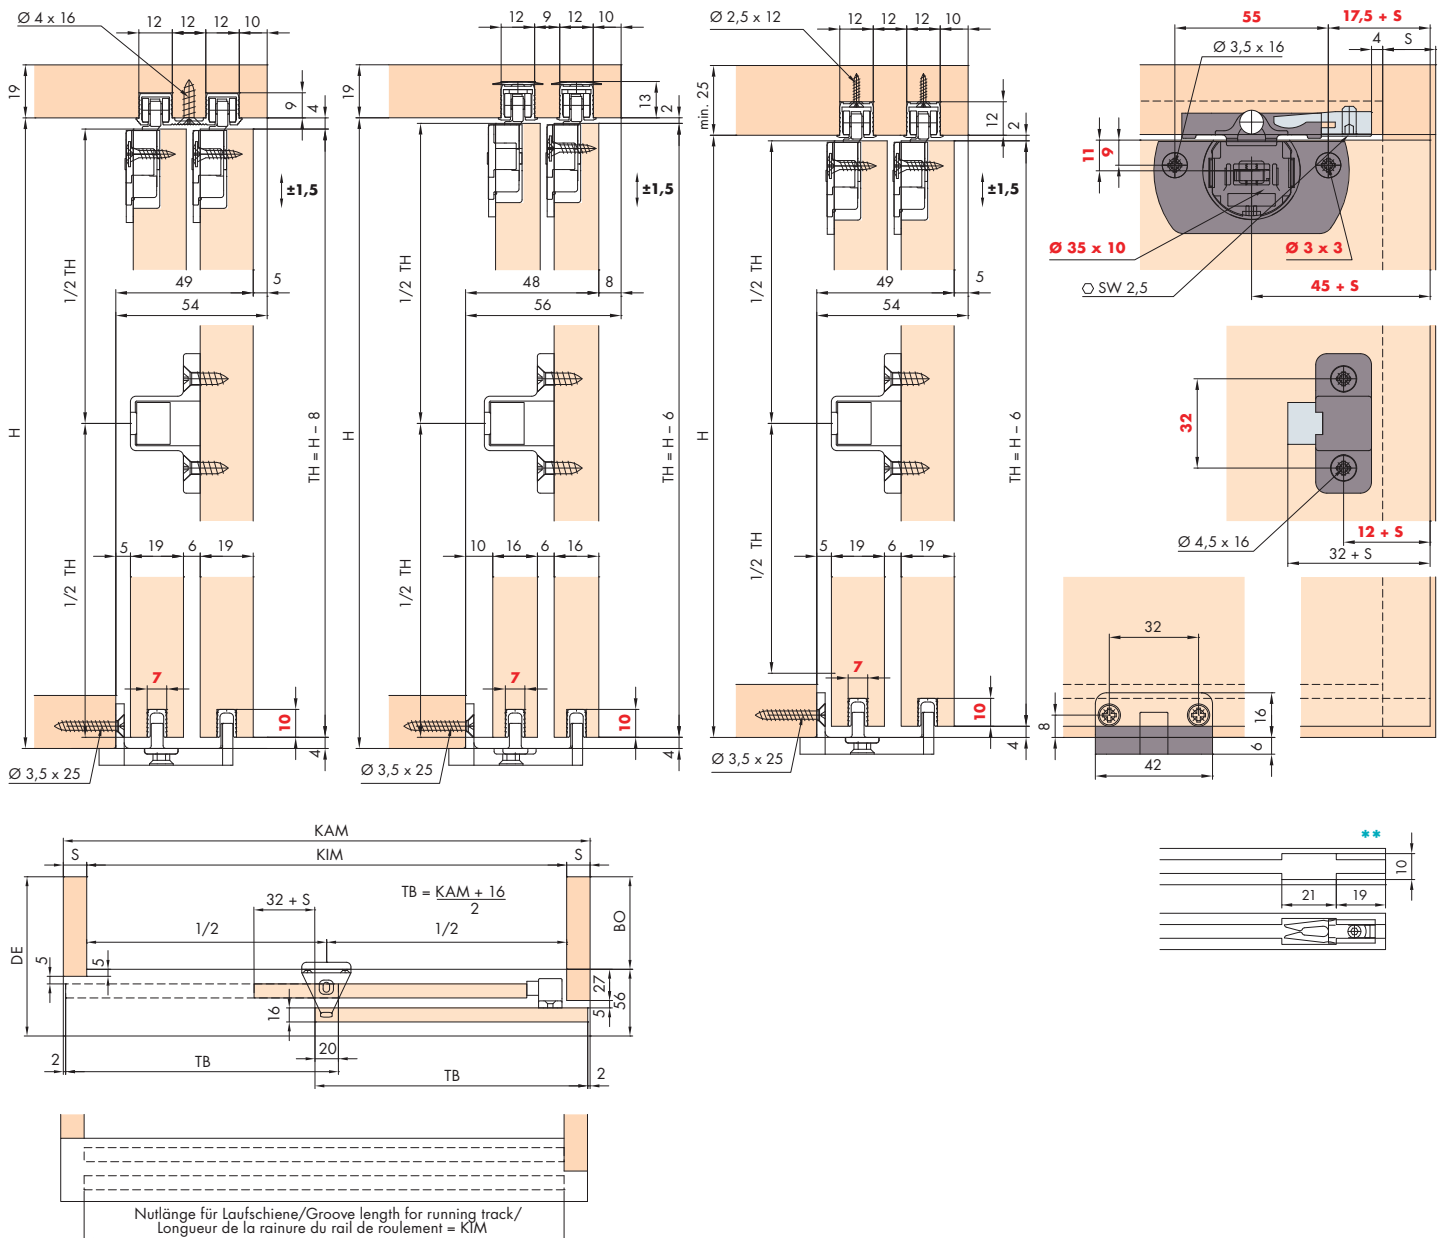 Ø 4 x 16
12 12 12 10
19
9
4
±1,5
1/2 TH
49
5
54
H
TH = H – 8
5 19 6 19
1/2 TH
7
10
4
Ø 3,5 x 25
12 9 12 10
19
13
2
±1,5
1/2 TH
48
8
56
H
TH = H – 6
10 16 6 16
1/2 TH
7
10
4
Ø 3,5 x 25
Ø 2,5 x 12
12 12 12 10
min. 25
12
2
±1,5
1/2 TH
49
5
54
H
TH = H – 6
5 19 6 19
1/2 TH
7
10
4
Ø 3,5 x 25
55
17,5 + S
4 S
Ø 3,5 x 16
11
9
Ø 35 x 10
Ø 3 x 3
SW 2,5
45 + S
32
Ø 4,5 x 16
12 + S
32 + S
32
8
16
6
42
KAM
S KIM S
TB = KAM + 16
2
32 + S
1/2 1/2
DE
BO
5
5
27
56
5
16
20
2 TB
TB 2
Nutlänge für Laufschiene/Groove length for running track/
Longueur de la rainure du rail de roulement = KIM
**
10
21 19